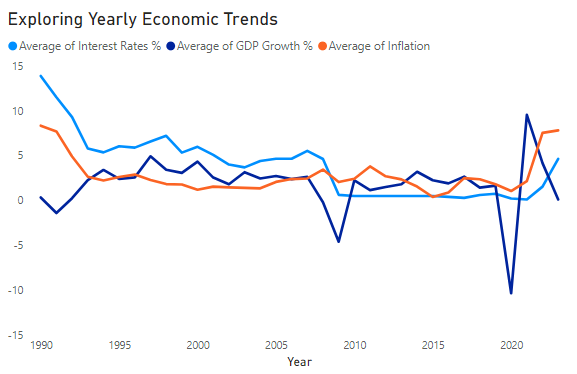 Exploring Yearly Economic Trends
Average of Interest Rates % Average of GDP Growth % Average of Inflation
15
10
5
0
-5
-10
-15
1990 1995 2000 2005 2010 2015 2020
Year